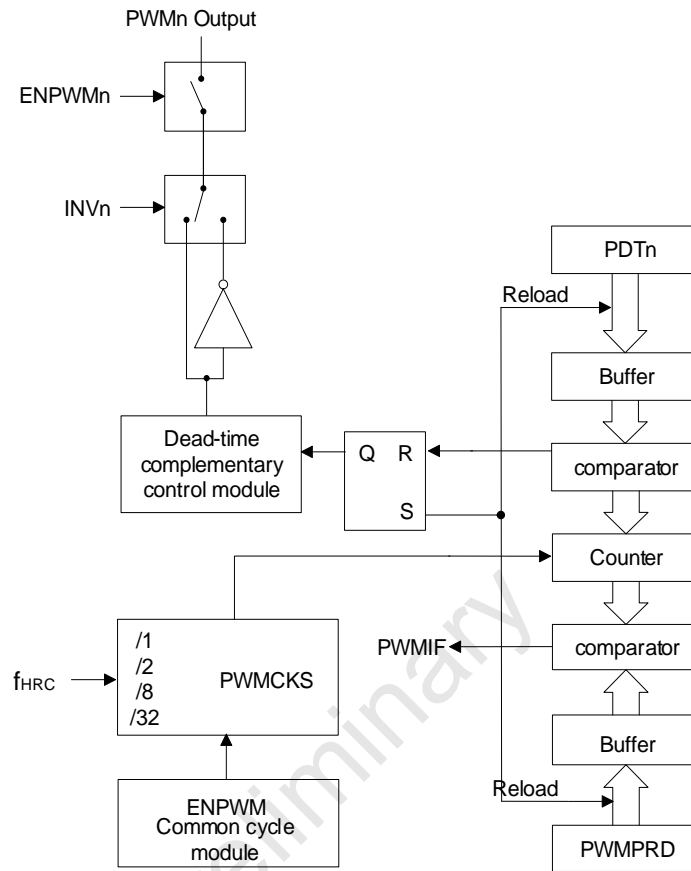 PWMn Output
ENPWMn
INVn
PDTn
Reload
Buffer
Dead-time
complementary
control module
Q R
S
comparator
Counter
/1
/2
/8
/32
PWMCKS
fHRC
PWMIF
comparator
Buffer
Reload
ENPWM
Common cycle
module
PWMPRD
eliminary